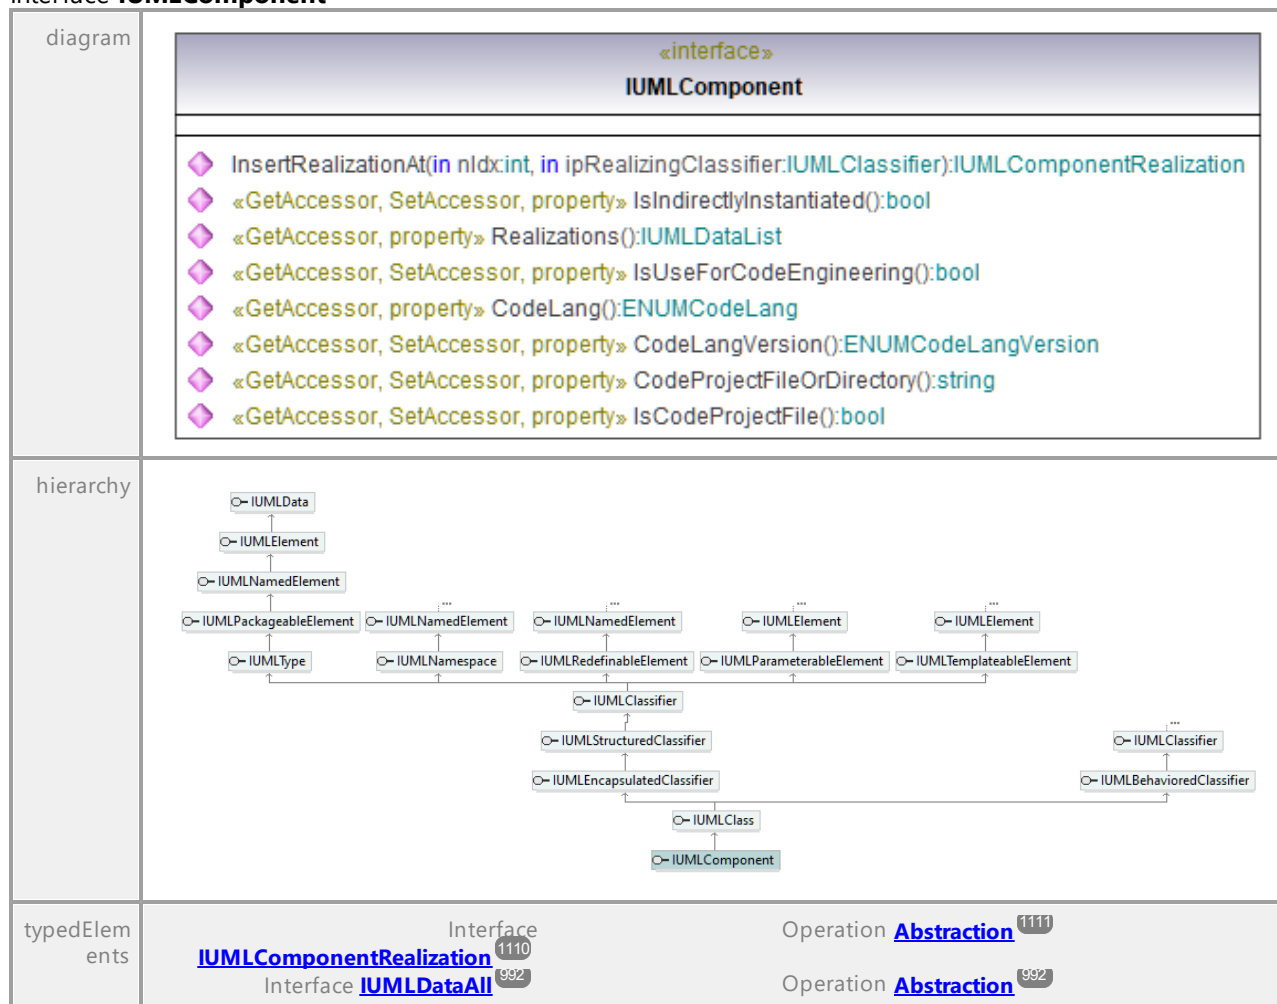 interface IUMLComponent
diagram
«interface»
IUMLComponent
InsertRealizationAt(in nIdx:int, in ipRealizingClassifier:IUMLClassifier):IUMLComponentRealization
«GetAccessor, SetAccessor, property» IsIndirectlyInstantiated():bool
«GetAccessor, property» Realizations():IUMLDataList
«GetAccessor, SetAccessor, property» IsUseForCodeEngineering():bool
«GetAccessor, property» CodeLang():ENUMCodeLang
«GetAccessor, SetAccessor, property» CodeLangVersion():ENUMCodeLangVersion
«GetAccessor, SetAccessor, property» CodeProjectFileOrDirectory():string
«GetAccessor, SetAccessor, property» IsCodeProjectFile():bool
hierarchy
IUMLData
IUMLElement
IUMLNamedElement
... ... ... ...
IUMLPackageableElement IUMLNamedElement IUMLNamedElement IUMLElement IUMLElement
IUMLType IUMLNamespace IUMLRedefinableElement IUMLParameterableElement IUMLTemplateableElement
IUMLClassifier
...
IUMLStructuredClassifier IUMLClassifier
IUMLEncapsulatedClassifier IUMLBehavioredClassifier
IUMLClass
IUMLComponent
typedElem
ents
Interface Operation Abstraction 1111
IUMLComponentRealization 1110
Interface IUMLDataAll 992 Operation Abstraction 992